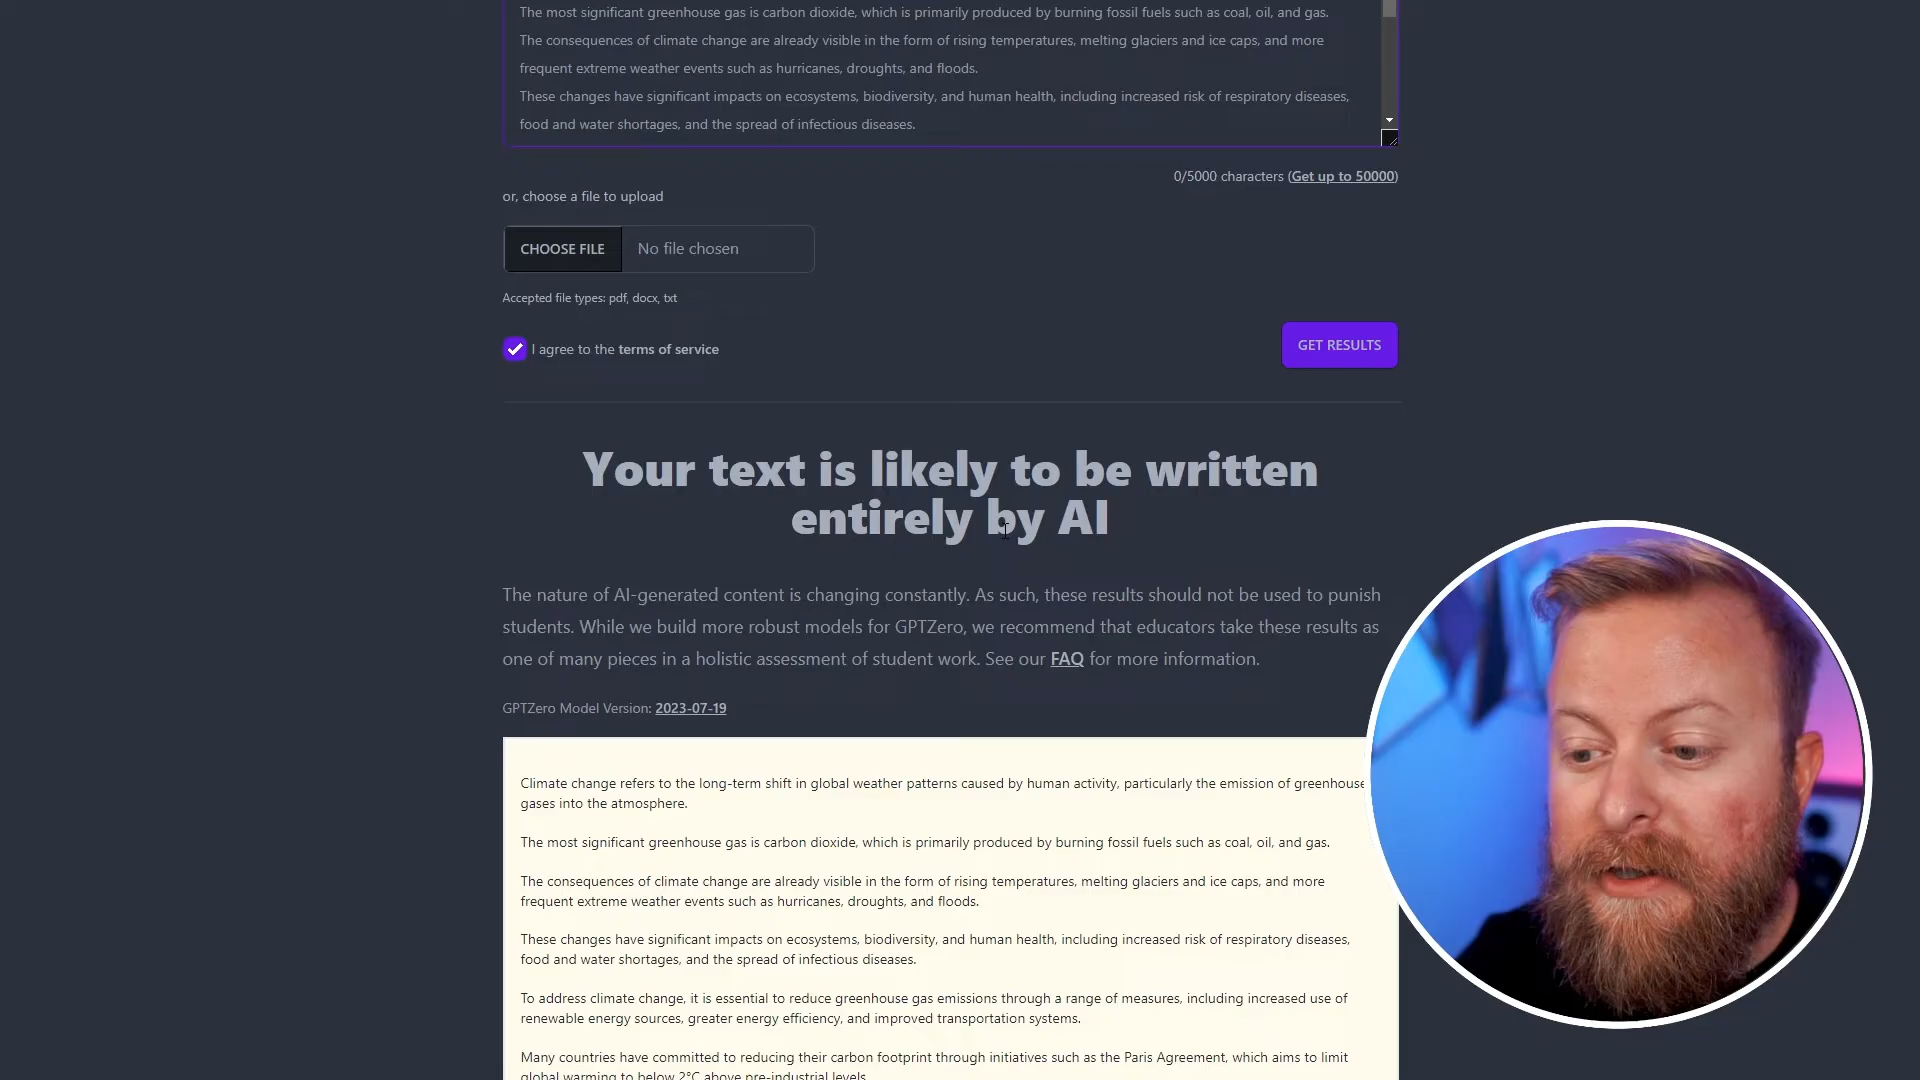 The most significant greenhouse gas is carbon dioxide, which is primarily produced by burning fossil fuels such as coal, oil, and gas.
The consequences of climate change are already visible in the form of rising temperatures, melting glaciers and ice caps, and more
frequent extreme weather events such as hurricanes, droughts, and floods.
These changes have significant impacts on ecosystems, biodiversity, and human health, including increased risk of respiratory diseases,
food and water shortages, and the spread of infectious diseases.
0/5000 characters (Get up to 50000)
or, choose a file to upload
CHOOSE FILE No file chosen
Accepted file types: pdf, docx, txt
I agree to the terms of service
GET RESULTS
Your text is likely to be written
entirely by AI
The nature of AI-generated content is changing constantly. As such, these results should not be used to punish
students. While we build more robust models for GPTZero, we recommend that educators take these results as
one of many pieces in a holistic assessment of student work. See our FAQ for more information.
GPTZero Model Version: 2023-07-19
Climate change refers to the long-term shift in global weather patterns caused by human activity, particularly the emission of greenhouse
gases into the atmosphere.
The most significant greenhouse gas is carbon dioxide, which is primarily produced by burning fossil fuels such as coal, oil, and gas.
The consequences of climate change are already visible in the form of rising temperatures, melting glaciers and ice caps, and more
frequent extreme weather events such as hurricanes, droughts, and floods.
These changes have significant impacts on ecosystems, biodiversity, and human health, including increased risk of respiratory diseases,
food and water shortages, and the spread of infectious diseases.
To address climate change, it is essential to reduce greenhouse gas emissions through a range of measures, including increased use of
renewable energy sources, greater energy efficiency, and improved transportation systems.
Many countries have committed to reducing their carbon footprint through initiatives such as the Paris Agreement, which aims to limit
global warming to below 2°C above pre-industrial levels.